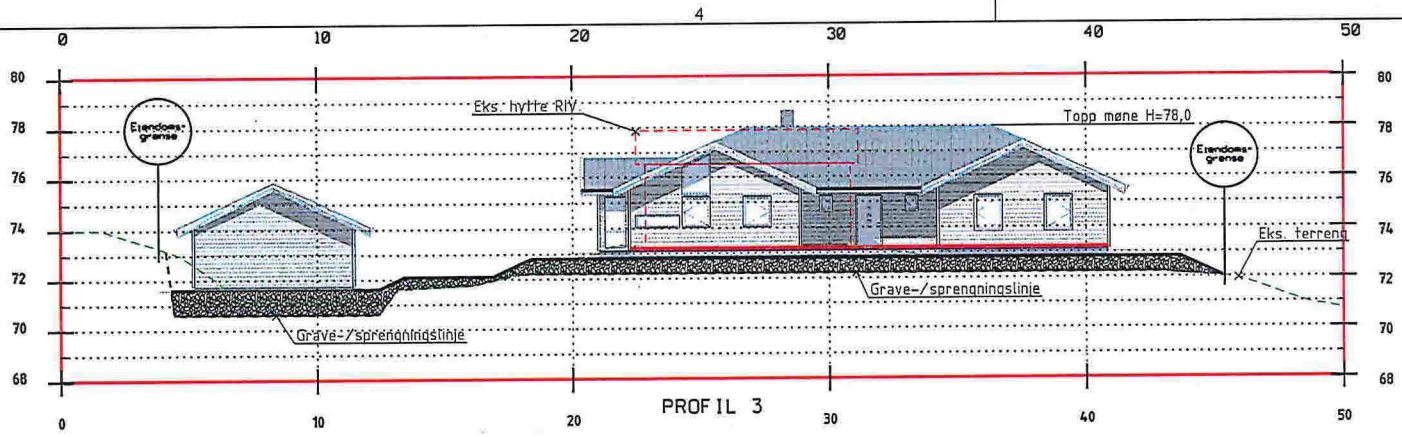 4
0 10 20 30 40 50
80 80
78 Eiendoms-
grense Eks. hytte RIV. Topp møne H=78,0 78
Eiendoms-
grense
76 76
74 74
Eks. terreng
72 72
Grave-/sprengningslinje
70 Grave-/sprengningslinje 70
68 68
PROFIL 3
0 10 20 30 40 50